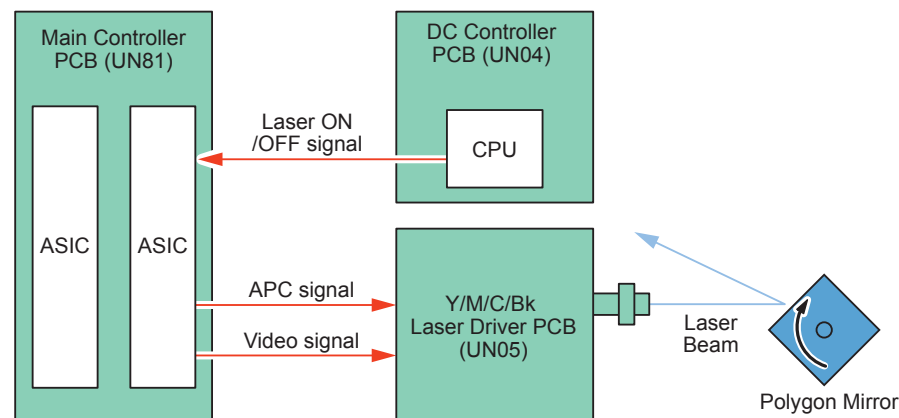 Main Controller
PCB (UN81)
DC Controller
PCB (UN04)
Laser ON
/OFF signal
CPU
ASIC
ASIC
APC signal
Video signal
Y/M/C/Bk
Laser Driver PCB
(UN05)
Laser
Beam
Polygon Mirror